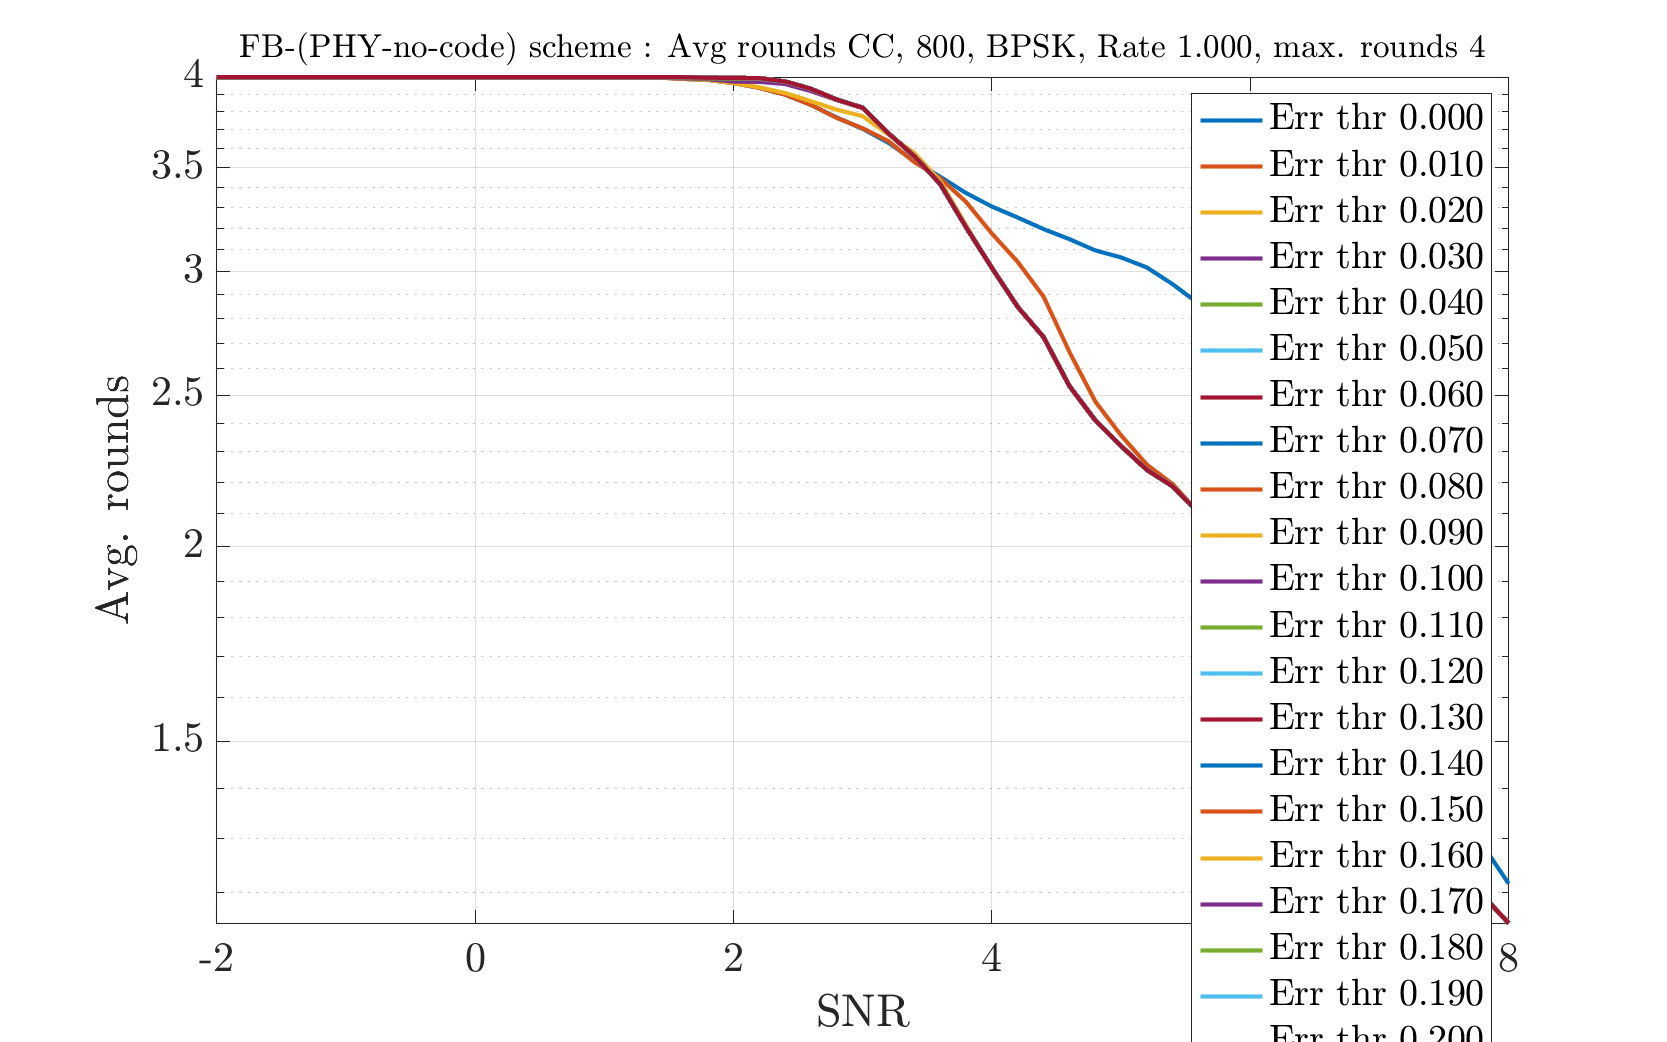 FB-(PHY-no-code) scheme : Avg rounds CC, 800, BPSK, Rate 1.000, max. rounds 4
4
3.5
3
2.5
2
1.5
Avg. rounds
-2
0
2
4
8
SNR
Err thr 0.000
Err thr 0.010
Err thr 0.020
Err thr 0.030
Err thr 0.040
Err thr 0.050
Err thr 0.060
Err thr 0.070
Err thr 0.080
Err thr 0.090
Err thr 0.100
Err thr 0.110
Err thr 0.120
Err thr 0.130
Err thr 0.140
Err thr 0.150
Err thr 0.160
Err thr 0.170
Err thr 0.180
Err thr 0.190
Err thr 0.200